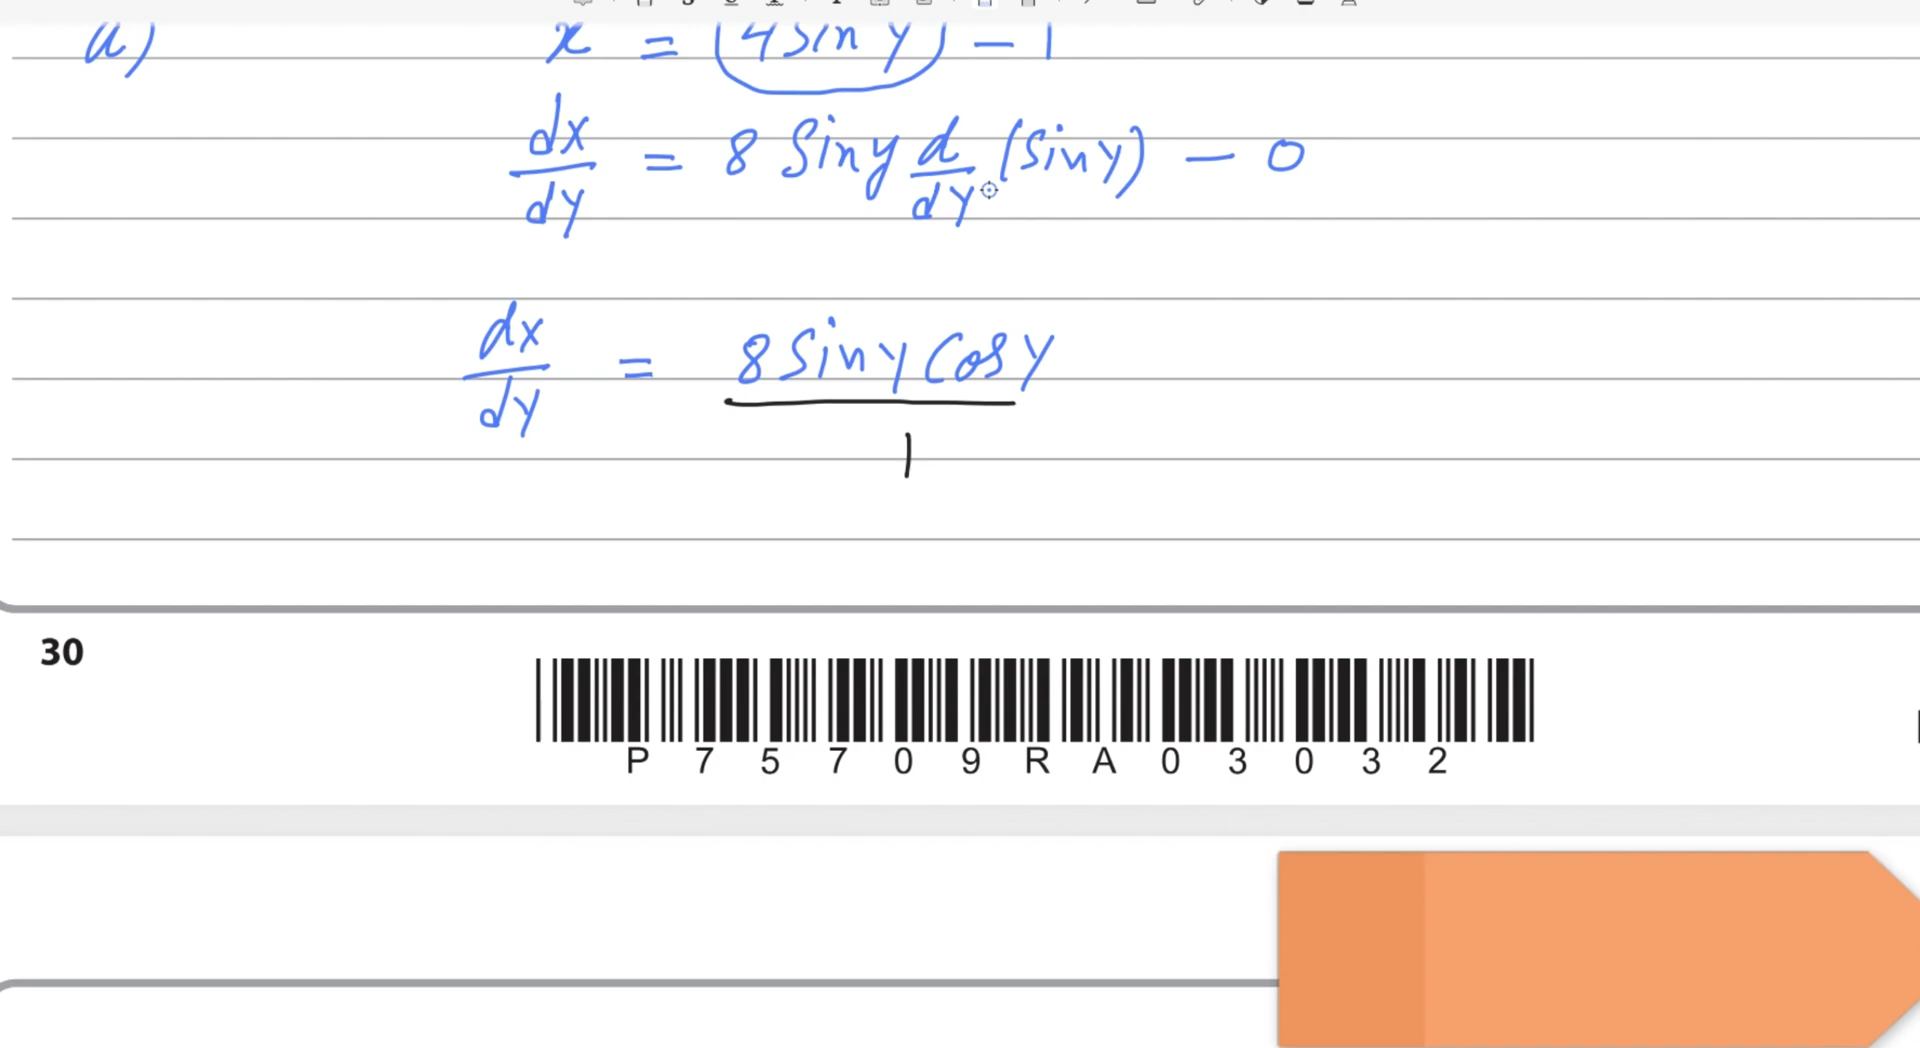 a) x = (4 sin y) - 1
dx/dy = 8 Sin y d/dy (Sin y) - 0
dx/dy = 8 Sin y Cos y / 1
30
P 7 5 7 0 9 R A 0 3 0 3 2